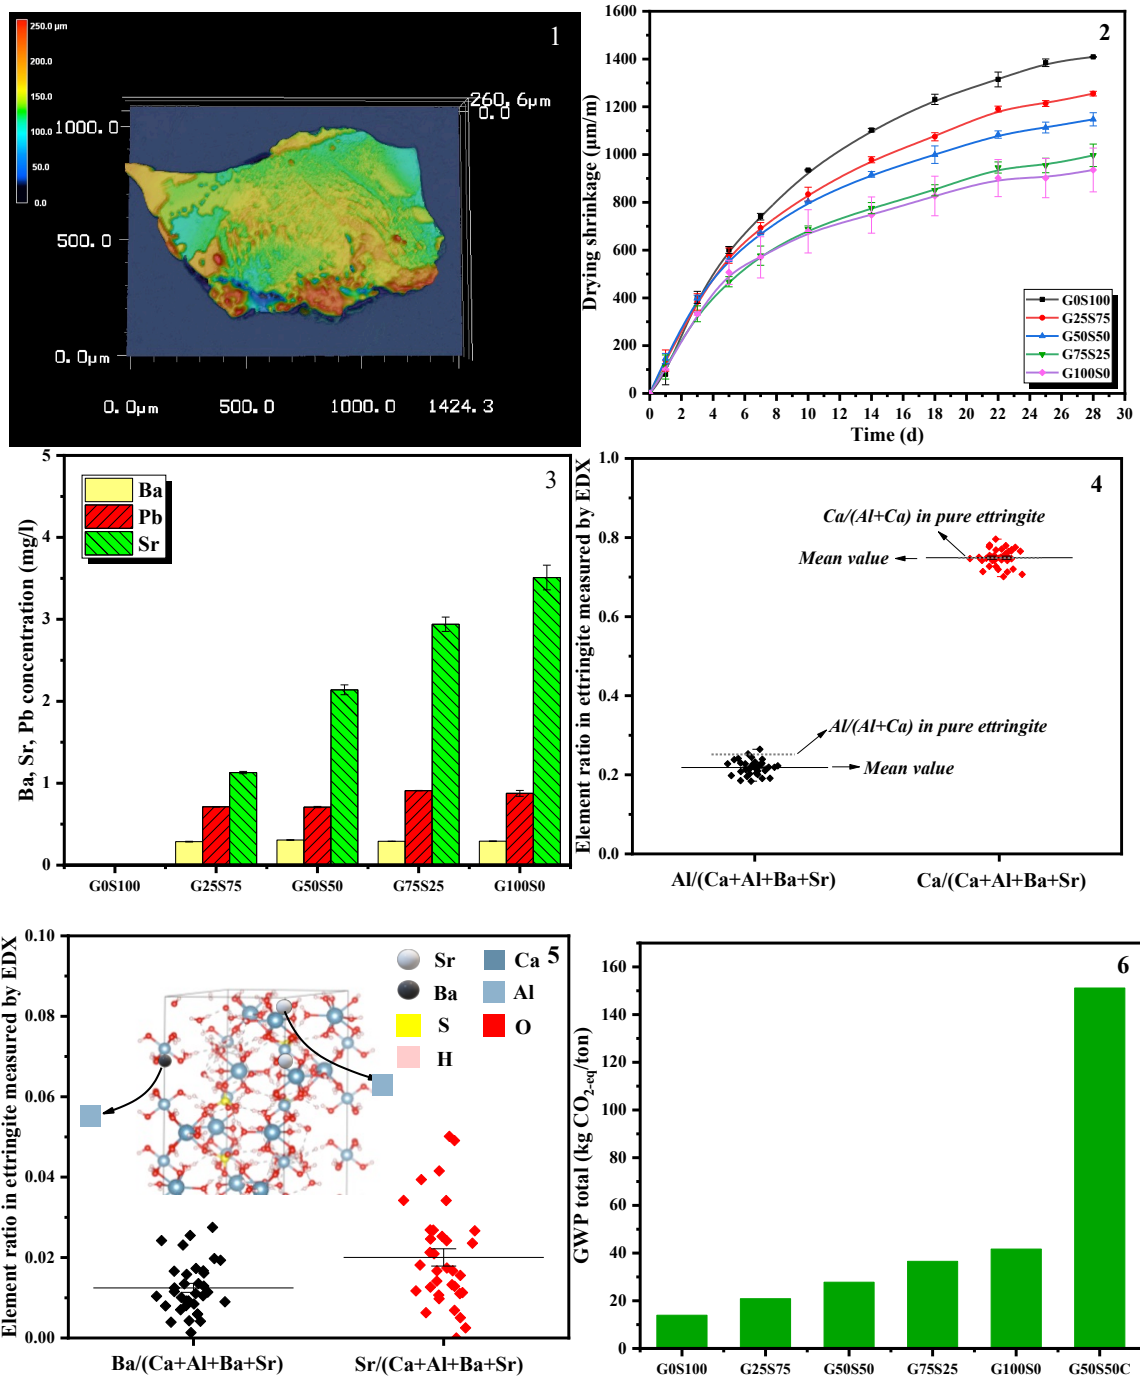 250.0 µm
200.0
150.0
100.0
50.0
0.0
1
260.6µm
0.0
1000.0
500.0
0.0µm
0.0µm
500.0
1000.0
1424.3
2
Drying shrinkage (µm/m)
1600
1400
1200
1000
800
600
400
200
0
G0S100
G25S75
G50S50
G75S25
G100S0
0 2 4 6 8 10 12 14 16 18 20 22 24 26 28 30
Time (d)
3
Ba, Sr, Pb concentration (mg/l)
5
4
3
2
1
0
Ba
Pb
Sr
G0S100 G25S75 G50S50 G75S25 G100S0
4
Element ratio in ettringite measured by EDX
1.0
0.8
0.6
0.4
0.2
0.0
Ca/(Al+Ca) in pure ettringite
Mean value
Al/(Al+Ca) in pure ettringite
Mean value
Al/(Ca+Al+Ba+Sr) Ca/(Ca+Al+Ba+Sr)
5
Element ratio in ettringite measured by EDX
0.10
0.08
0.06
0.04
0.02
0.00
Sr Ca
Ba Al
S O
H
Ba/(Ca+Al+Ba+Sr) Sr/(Ca+Al+Ba+Sr)
6
GWP total (kg CO2-eq/ton)
160
140
120
100
80
60
40
20
0
G0S100 G25S75 G50S50 G75S25 G100S0 G50S50C